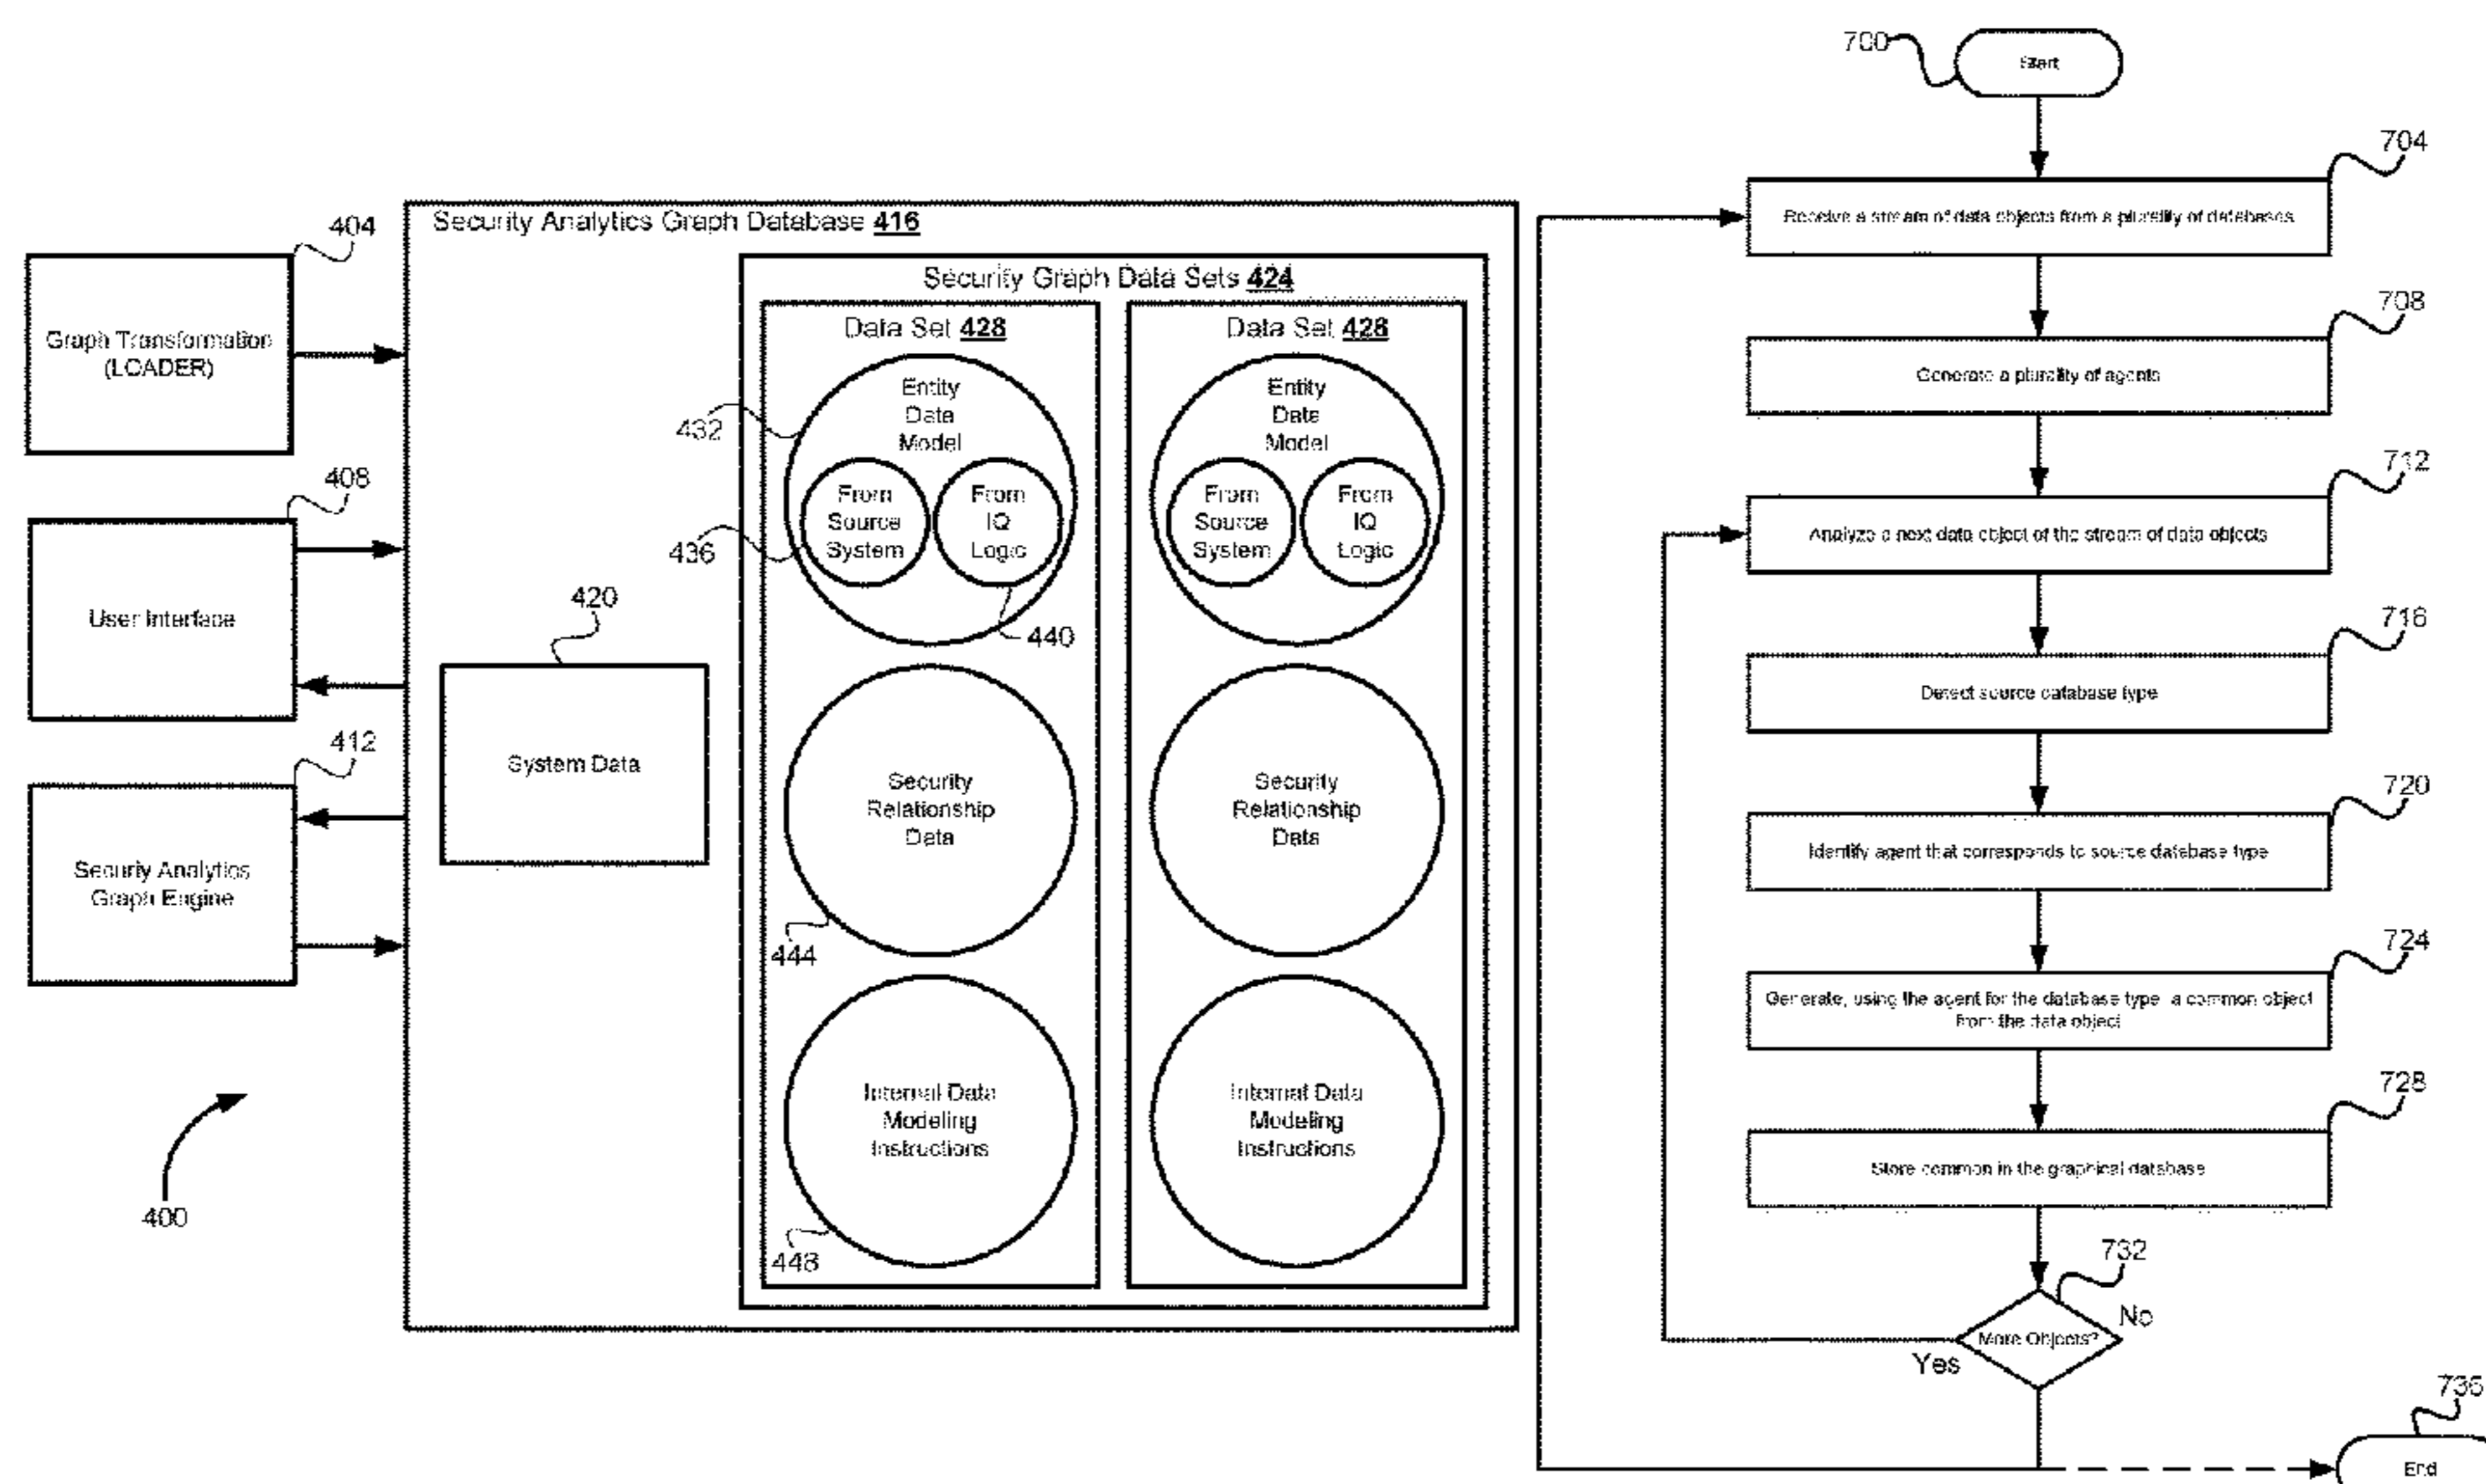 404
Graph Transformation
(LOADER)
408
User Interface
412
Securiy Analytics
Graph Engine
400
Security Analytics Graph Database 416
420
System Data
Security Graph Data Sets 424
Data Set 428
432
Entity
Data
Model
436
From
Source
System
From
IQ
Logic
440
Security
Relationship
Data
444
Internal Data
Modeling
Instructions
448
Data Set 428
Entity
Data
Model
From
Source
System
From
IQ
Logic
Security
Relationship
Data
Internal Data
Modeling
Instructions
700
Start
704
Receive a stream of data objects from a plurality of databases
708
Generate a plurality of agents
712
Analyze a next data object of the stream of data objects
716
Detect source database type
720
Identify agent that corresponds to source database type
724
Generate, using the agent for the database type, a common object
from the data object
728
Store common in the graphical database
732
More Objects?
No
Yes
736
End